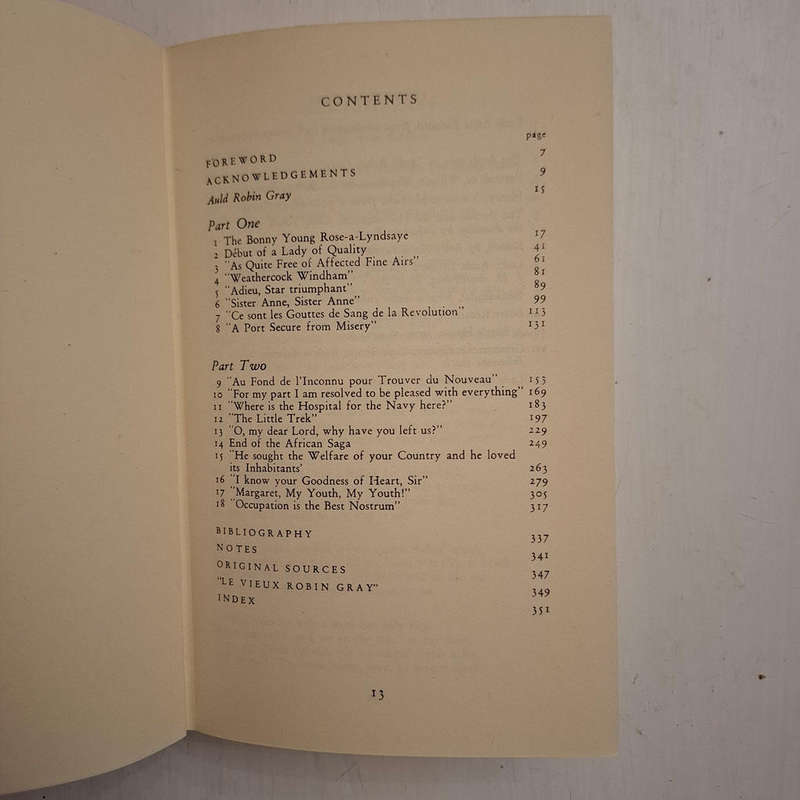 CONTENTS
page
FOREWORD 7
ACKNOWLEDGEMENTS 9
Auld Robin Gray 15
Part One
1 The Bonny Young Rose-a-Lyndsaye 17
2 Début of a Lady of Quality 41
3 "As Quite Free of Affected Fine Airs" 61
4 "Weathercock Windham" 81
5 "Adieu, Star triumphant" 89
6 "Sister Anne, Sister Anne" 99
7 "Ce sont les Gouttes de Sang de la Revolution" 113
8 "A Port Secure from Misery" 131
Part Two
9 "Au Fond de l'Inconnu pour Trouver du Nouveau" 155
10 "For my part I am resolved to be pleased with everything" 169
11 "Where is the Hospital for the Navy here?" 183
12 "The Little Trek" 197
13 "O, my dear Lord, why have you left us?" 229
14 End of the African Saga 249
15 "He sought the Welfare of your Country and he loved
its Inhabitants' 263
16 "I know your Goodness of Heart, Sir" 279
17 "Margaret, My Youth, My Youth!" 305
18 "Occupation is the Best Nostrum" 317
BIBLIOGRAPHY 337
NOTES 341
ORIGINAL SOURCES 347
"LE VIEUX ROBIN GRAY" 349
INDEX 351
13